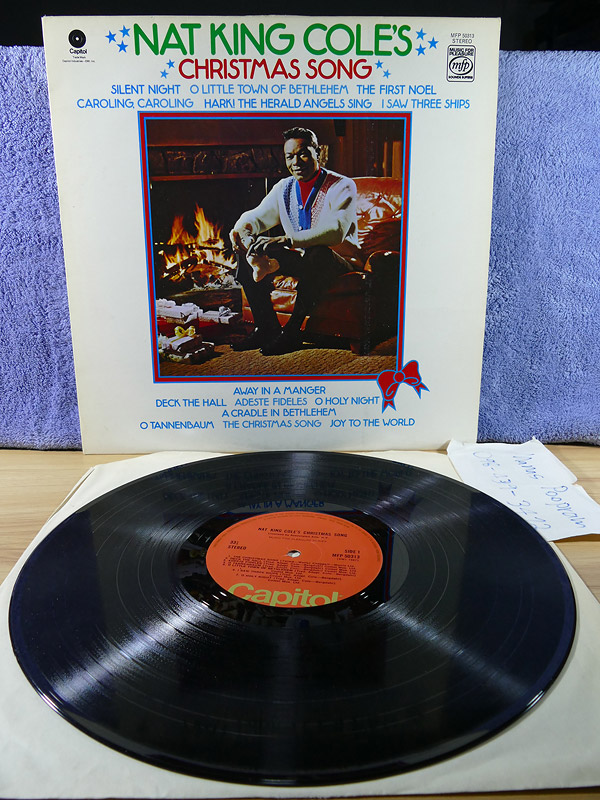 Capitol
NAT KING COLE'S
CHRISTMAS SONG
MFP 50313
STEREO
MUSIC FOR
PLEASURE
mfp
SOUNDS SUPERB
SILENT NIGHT O LITTLE TOWN OF BETHLEHEM THE FIRST NOEL
CAROLING, CAROLING HARK! THE HERALD ANGELS SING I SAW THREE SHIPS
AWAY IN A MANGER
DECK THE HALL ADESTE FIDELES O HOLY NIGHT
A CRADLE IN BETHLEHEM
O TANNENBAUM THE CHRISTMAS SONG JOY TO THE WORLD
NAT KING COLE'S CHRISTMAS SONG
STEREO
SIDE 1
MFP 50313
Capitol